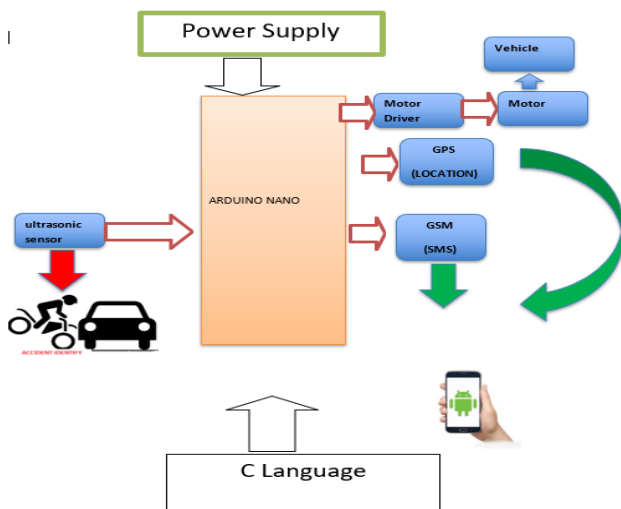 Power Supply
Vehicle
Motor
Driver
Motor
GPS
(LOCATION)
ARDUINO NANO
ultrasonic
sensor
GSM
(SMS)
ACCIDENT IDENTIFY
C Language